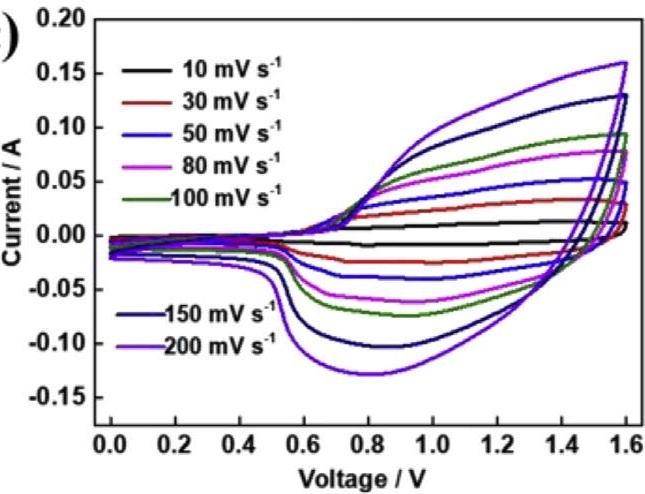 )
0.20
0.15
0.10
0.05
0.00
-0.05
-0.10
-0.15
Current / A
10 mV s⁻¹
30 mV s⁻¹
50 mV s⁻¹
80 mV s⁻¹
100 mV s⁻¹
150 mV s⁻¹
200 mV s⁻¹
0.0 0.2 0.4 0.6 0.8 1.0 1.2 1.4 1.6
Voltage / V